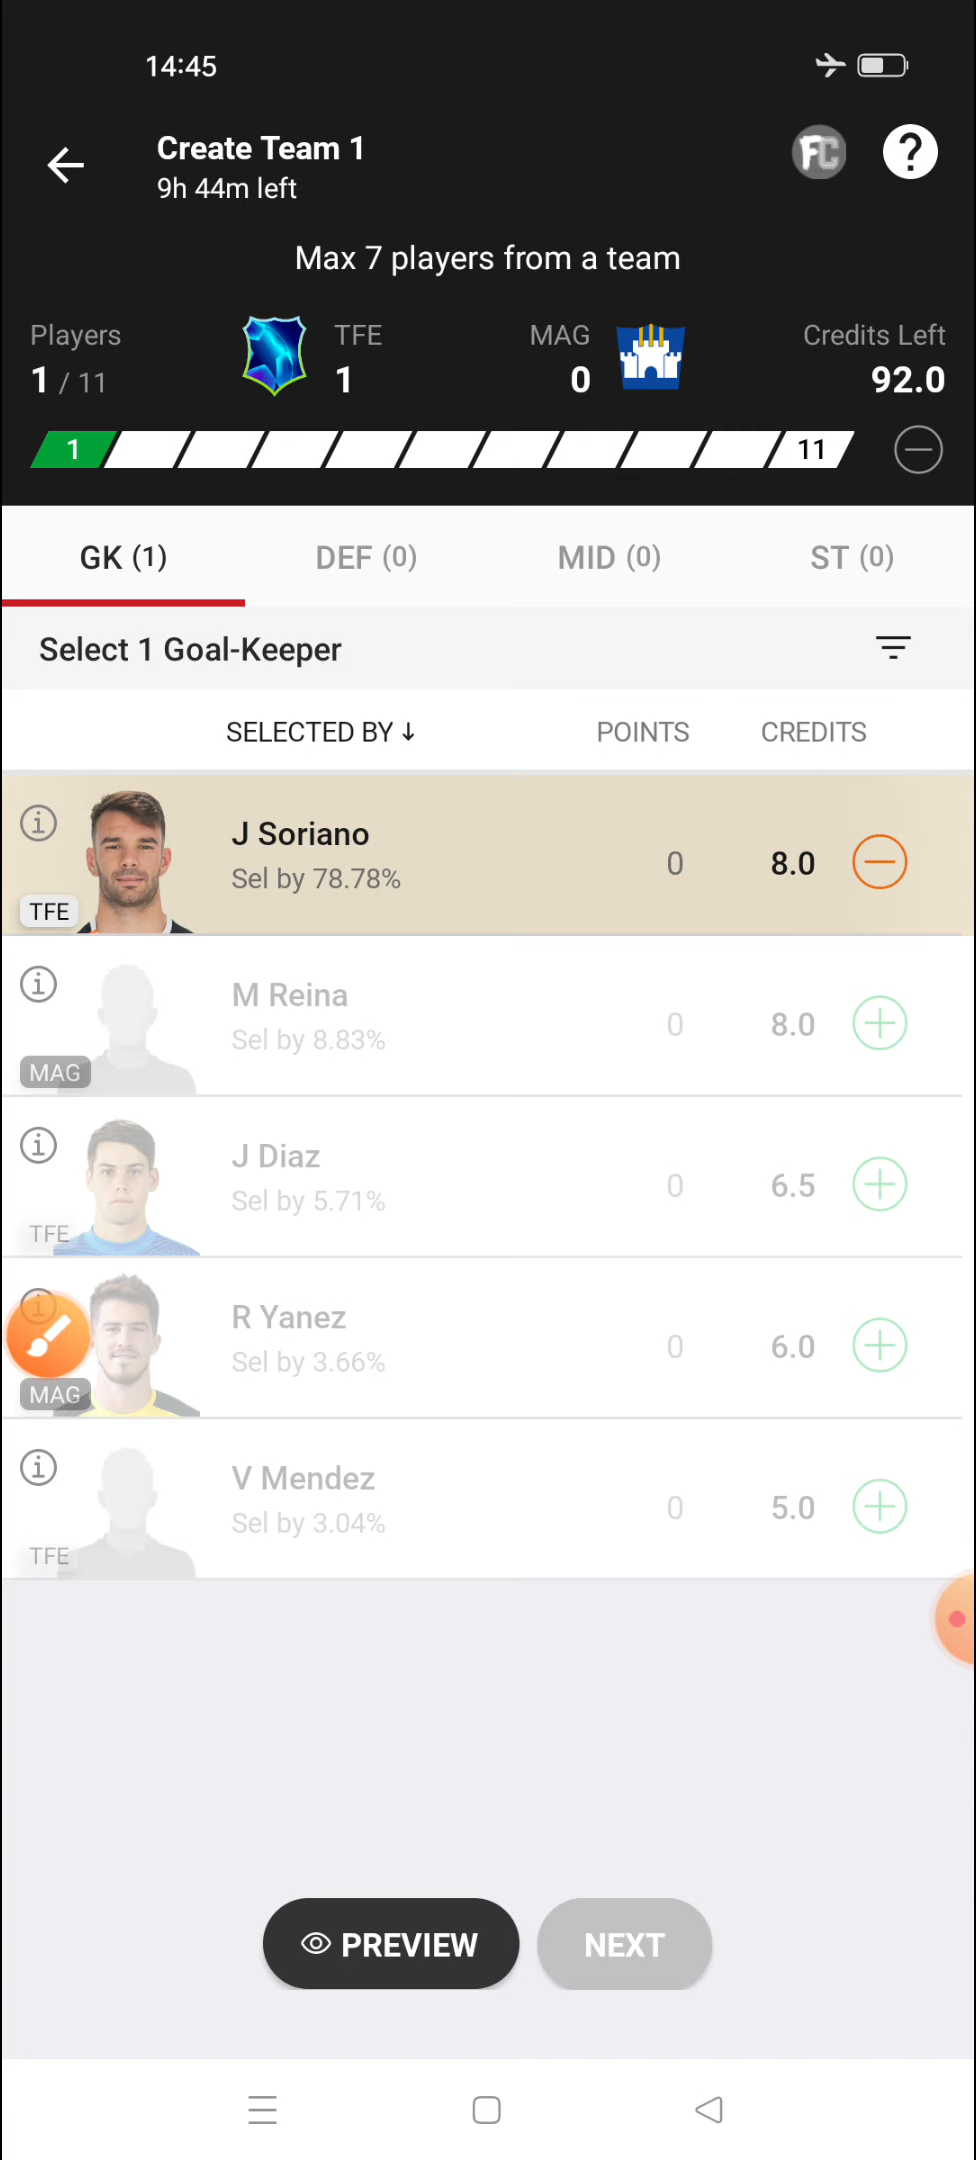 14:45
Create Team 1
9h 44m left
FC
?
Max 7 players from a team
Players TFE MAG Credits Left
1 / 11 1 0 92.0
1 11
GK (1) DEF (0) MID (0) ST (0)
Select 1 Goal-Keeper
SELECTED BY ↓ POINTS CREDITS
J Soriano
Sel by 78.78% 0 8.0
TFE
M Reina
Sel by 8.83% 0 8.0
MAG
J Diaz
Sel by 5.71% 0 6.5
TFE
R Yanez
Sel by 3.66% 0 6.0
MAG
V Mendez
Sel by 3.04% 0 5.0
TFE
PREVIEW NEXT